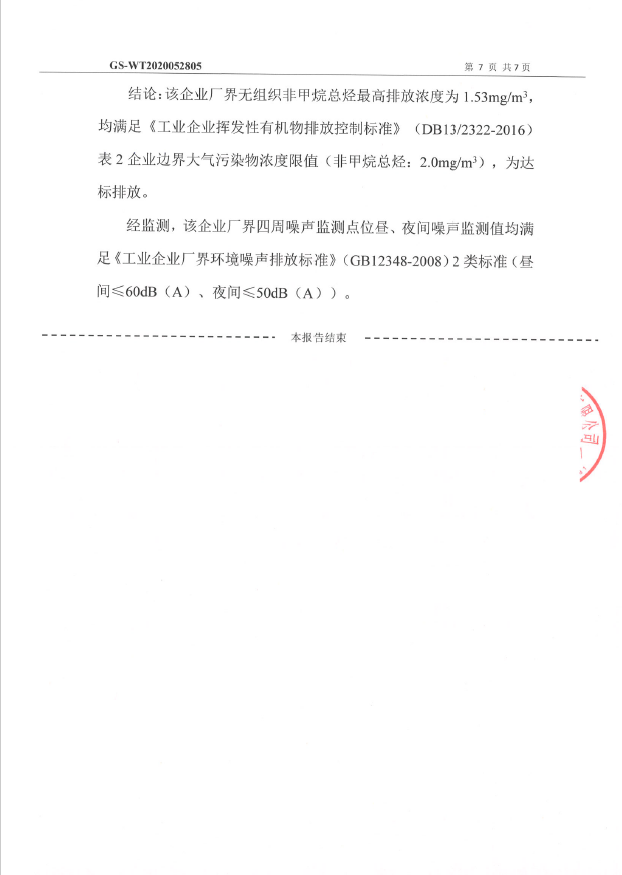 GS-WT2020052805
第 7 页 共7页
结论:该企业厂界无组织非甲烷总烃最高排放浓度为 1.53mg/m³,
均满足《工业企业挥发性有机物排放控制标准》（DB13/2322-2016）
表 2 企业边界大气污染物浓度限值（非甲烷总烃：2.0mg/m³），为达
标排放。
经监测，该企业厂界四周噪声监测点位昼、夜间噪声监测值均满
足《工业企业厂界环境噪声排放标准》（GB12348-2008）2 类标准（昼
间≤60dB（A）、夜间≤50dB（A））。
本报告结束
公司